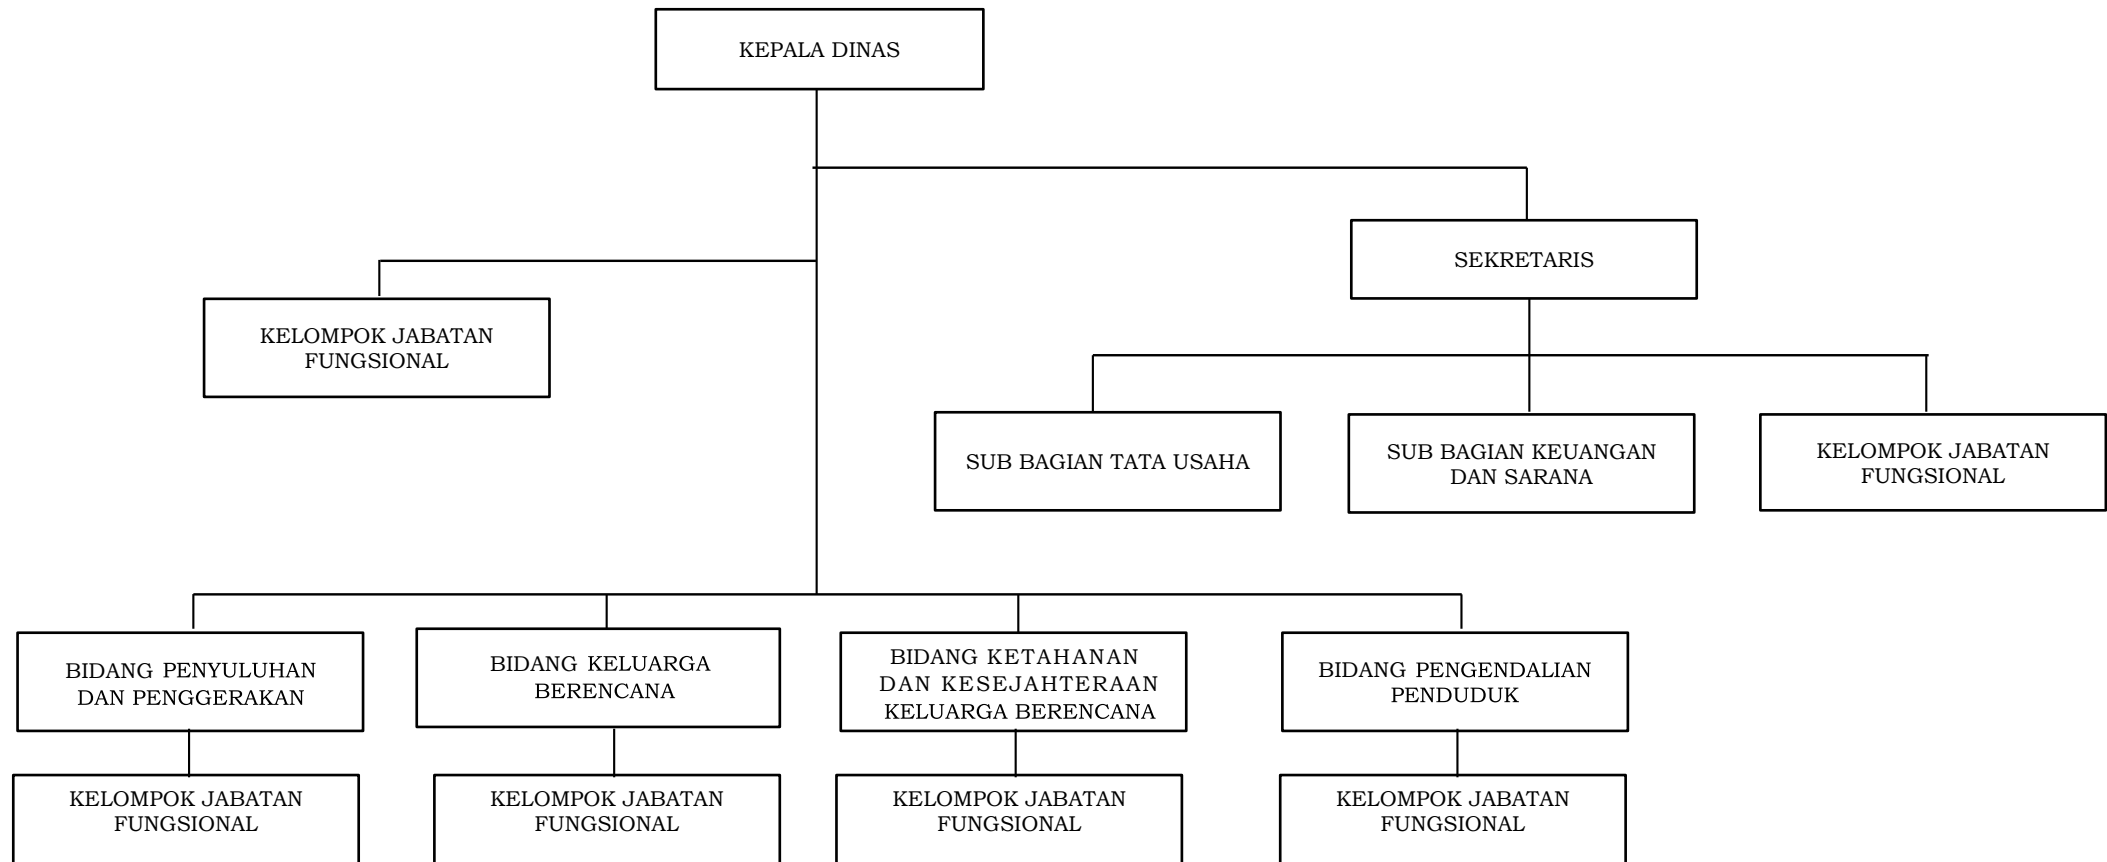 KEPALA DINAS
SEKRETARIS
KELOMPOK JABATAN
FUNGSIONAL
SUB BAGIAN TATA USAHA
SUB BAGIAN KEUANGAN
DAN SARANA
KELOMPOK JABATAN
FUNGSIONAL
BIDANG PENYULUHAN
DAN PENGGERAKAN
BIDANG KELUARGA
BERENCANA
BIDANG KETAHANAN
DAN KESEJAHTERAAN
KELUARGA BERENCANA
BIDANG PENGENDALIAN
PENDUDUK
KELOMPOK JABATAN
FUNGSIONAL
KELOMPOK JABATAN
FUNGSIONAL
KELOMPOK JABATAN
FUNGSIONAL
KELOMPOK JABATAN
FUNGSIONAL